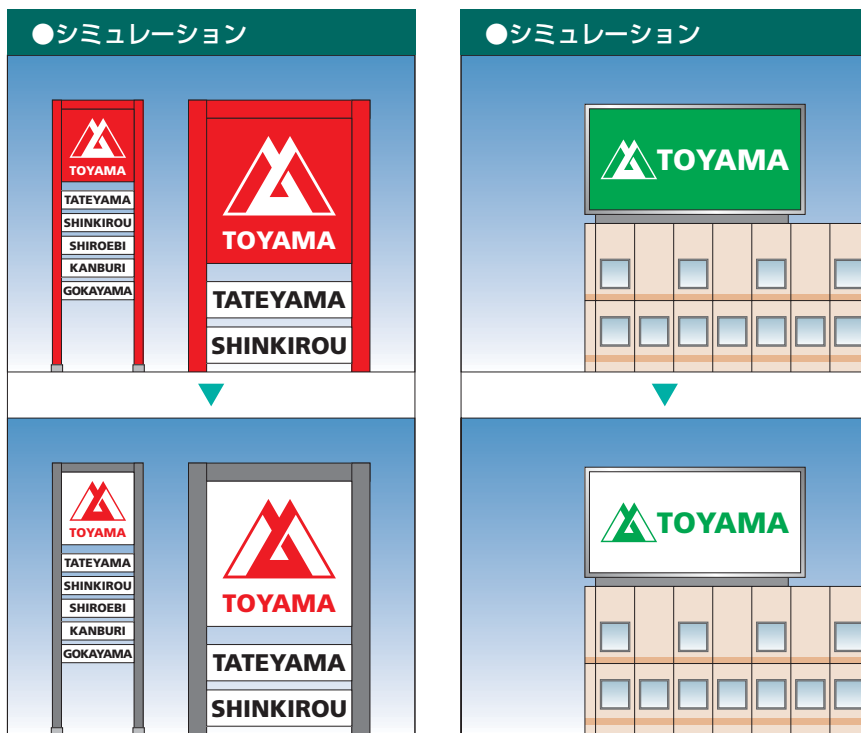 ●シミュレーション
TOYAMA
TATEYAMA
SHINKIROU
SHIROEBI
KANBURI
GOKAYAMA
TOYAMA
TATEYAMA
SHINKIROU
TOYAMA
TATEYAMA
SHINKIROU
SHIROEBI
KANBURI
GOKAYAMA
TOYAMA
TATEYAMA
SHINKIROU
●シミュレーション
TOYAMA
TOYAMA